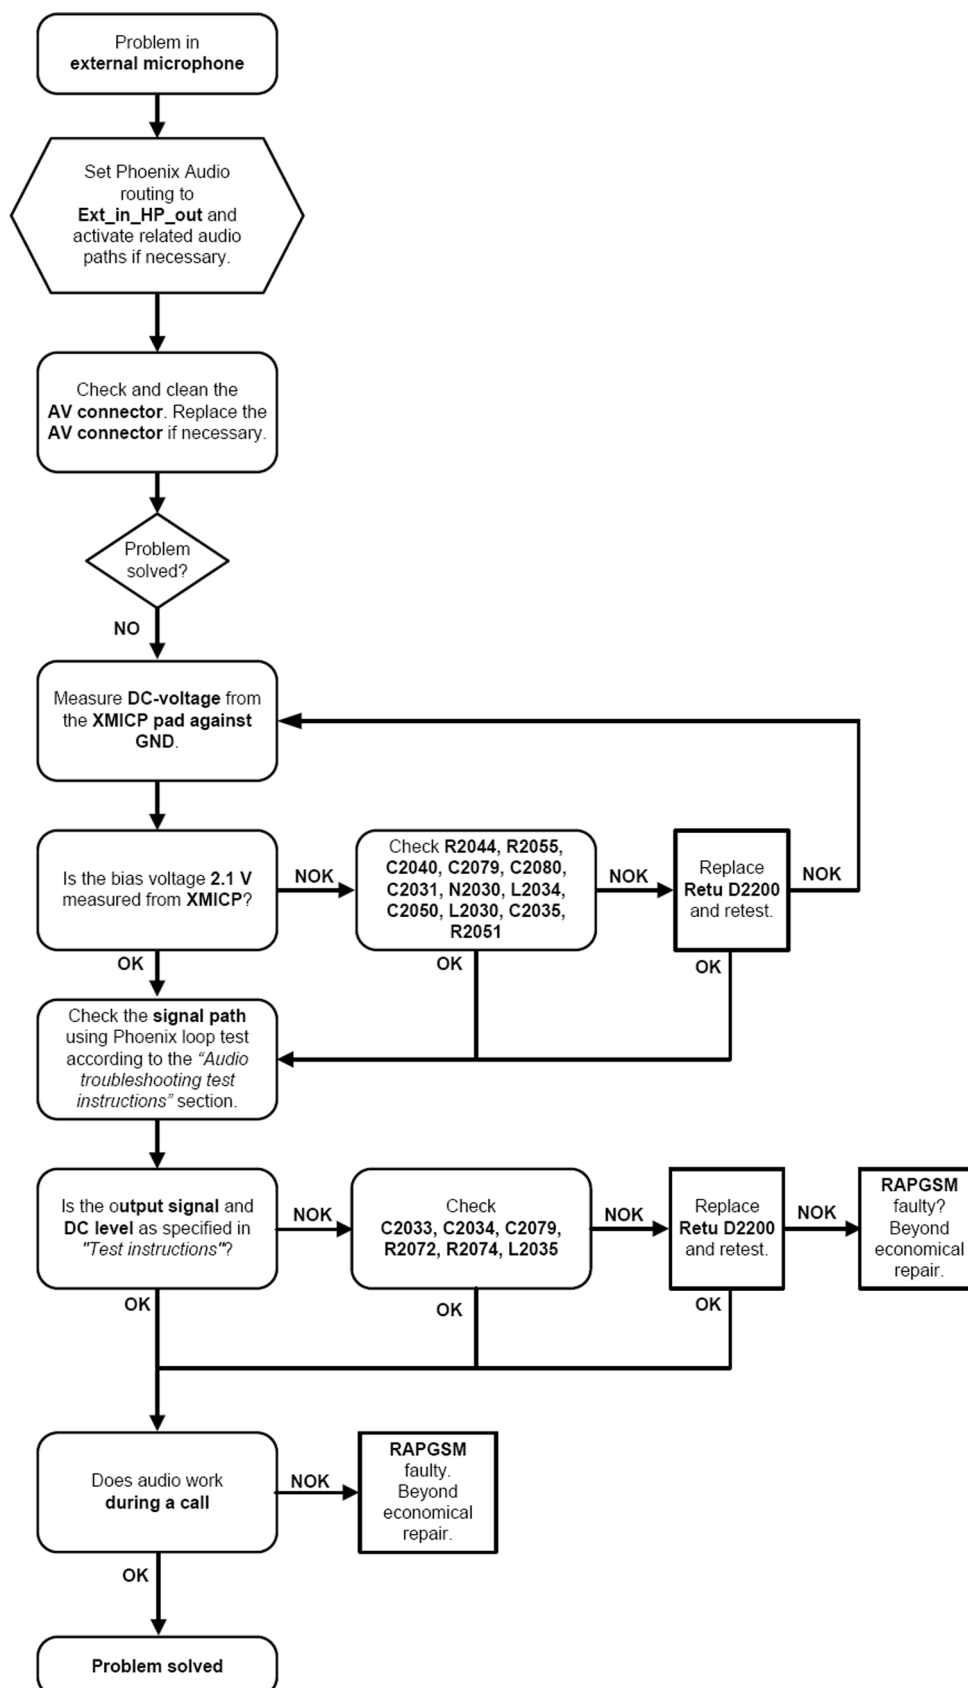 Problem in
external microphone
Set Phoenix Audio
routing to
Ext_in_HP_out and
activate related audio
paths if necessary.
Check and clean the
AV connector. Replace the
AV connector if necessary.
Problem
solved?
NO
Measure DC-voltage from
the XMICP pad against
GND.
Is the bias voltage 2.1 V
measured from XMICP?
NOK
Check R2044, R2055,
C2040, C2079, C2080,
C2031, N2030, L2034,
C2050, L2030, C2035,
R2051
NOK
Replace
Retu D2200
and retest.
NOK
OK
OK
OK
Check the signal path
using Phoenix loop test
according to the “Audio
troubleshooting test
instructions” section.
Is the output signal and
DC level as specified in
"Test instructions"?
NOK
Check
C2033, C2034, C2079,
R2072, R2074, L2035
NOK
Replace
Retu D2200
and retest.
NOK
RAPGSM
faulty?
Beyond
economical
repair.
OK
OK
OK
Does audio work
during a call
NOK
RAPGSM
faulty.
Beyond
economical
repair.
OK
Problem solved